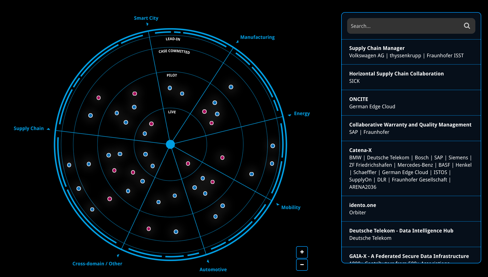 Smart City
Manufacturing
Energy
Mobility
Automotive
Cross-domain / Other
Supply Chain
LEAD-ON
CASE COMMITTED
PILOT
LIVE
+
−
Search...
Supply Chain Manager
Volkswagen AG | thyssenkrupp | Fraunhofer ISST
Horizontal Supply Chain Collaboration
SICK
ONCITE
German Edge Cloud
Collaborative Warranty and Quality Management
SAP | Fraunhofer
Catena-X
BMW | Deutsche Telekom | Bosch | SAP | Siemens |
ZF Friedrichshafen | Mercedes-Benz | BASF | Henkel
| Schaeffler | German Edge Cloud | ISTOS |
SupplyOn | DLR | Fraunhofer Gesellschaft |
ARENA2036
idento.one
Orbiter
Deutsche Telekom - Data Intelligence Hub
Deutsche Telekom
GAIA-X - A Federated Secure Data Infrastructure